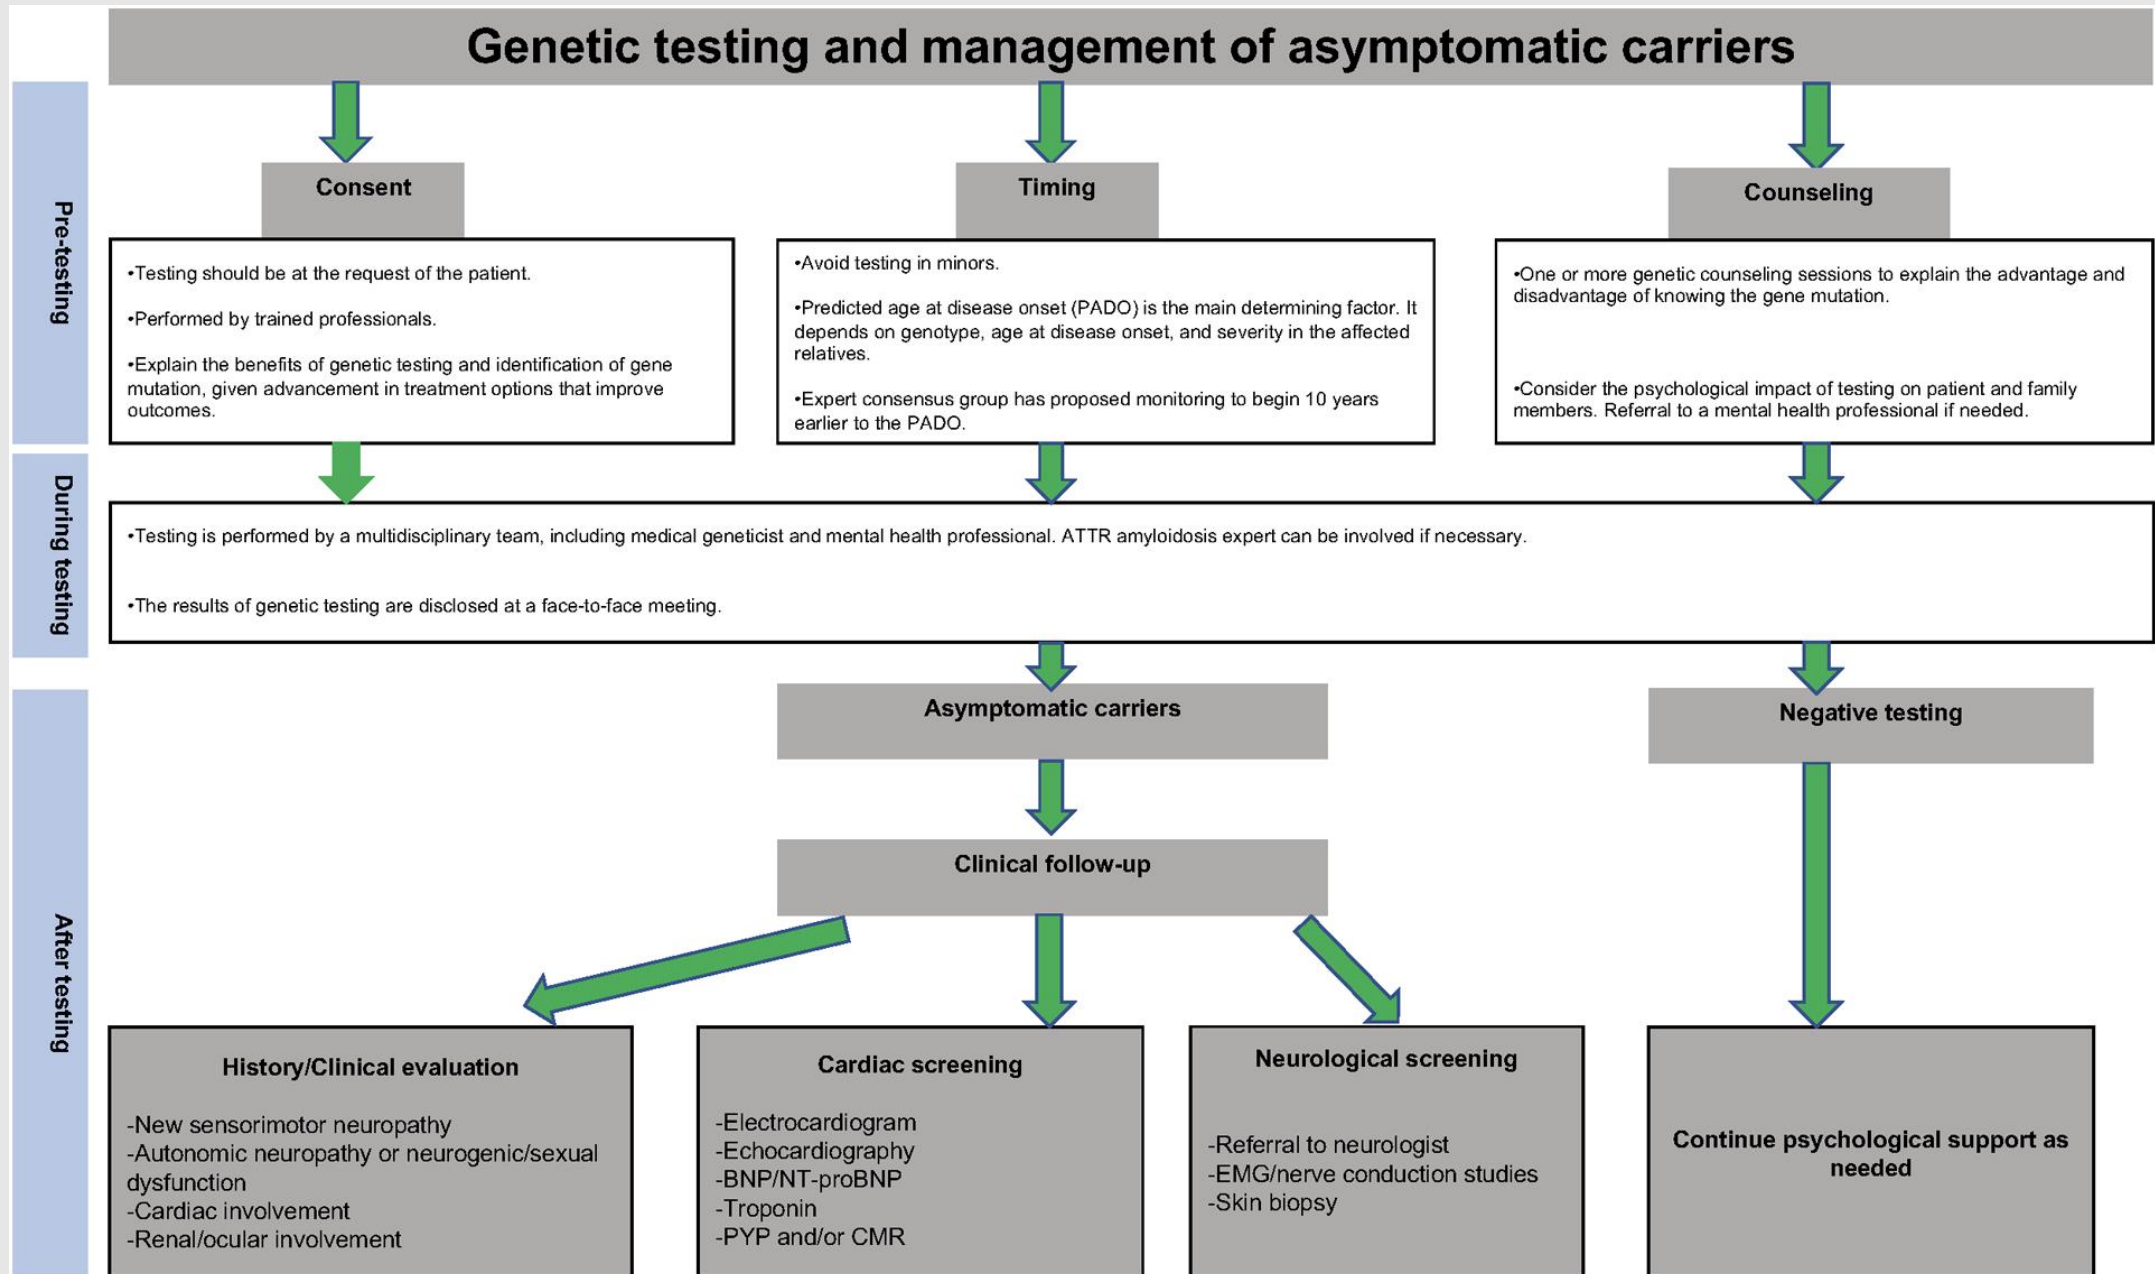 Genetic testing and management of asymptomatic carriers
Pre-testing
Consent
•Testing should be at the request of the patient.
•Performed by trained professionals.
•Explain the benefits of genetic testing and identification of gene
mutation, given advancement in treatment options that improve
outcomes.
Timing
•Avoid testing in minors.
•Predicted age at disease onset (PADO) is the main determining factor. It
depends on genotype, age at disease onset, and severity in the affected
relatives.
•Expert consensus group has proposed monitoring to begin 10 years
earlier to the PADO.
Counseling
•One or more genetic counseling sessions to explain the advantage and
disadvantage of knowing the gene mutation.
•Consider the psychological impact of testing on patient and family
members. Referral to a mental health professional if needed.
During testing
•Testing is performed by a multidisciplinary team, including medical geneticist and mental health professional. ATTR amyloidosis expert can be involved if necessary.
•The results of genetic testing are disclosed at a face-to-face meeting.
After testing
Asymptomatic carriers
Negative testing
Clinical follow-up
History/Clinical evaluation
-New sensorimotor neuropathy
-Autonomic neuropathy or neurogenic/sexual
dysfunction
-Cardiac involvement
-Renal/ocular involvement
Cardiac screening
-Electrocardiogram
-Echocardiography
-BNP/NT-proBNP
-Troponin
-PYP and/or CMR
Neurological screening
-Referral to neurologist
-EMG/nerve conduction studies
-Skin biopsy
Continue psychological support as
needed